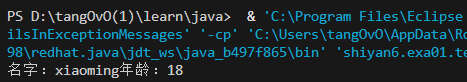 PS D:\tangOvO(1)\learn\java>  & 'C:\Program Files\Eclipse
ilsInExceptionMessages' '-cp' 'C:\Users\tangOvO\AppData\Ro
98\redhat.java\jdt_ws\java_b497f865\bin' 'shiyan6.exa01.te
名字：xiaoming年龄：18